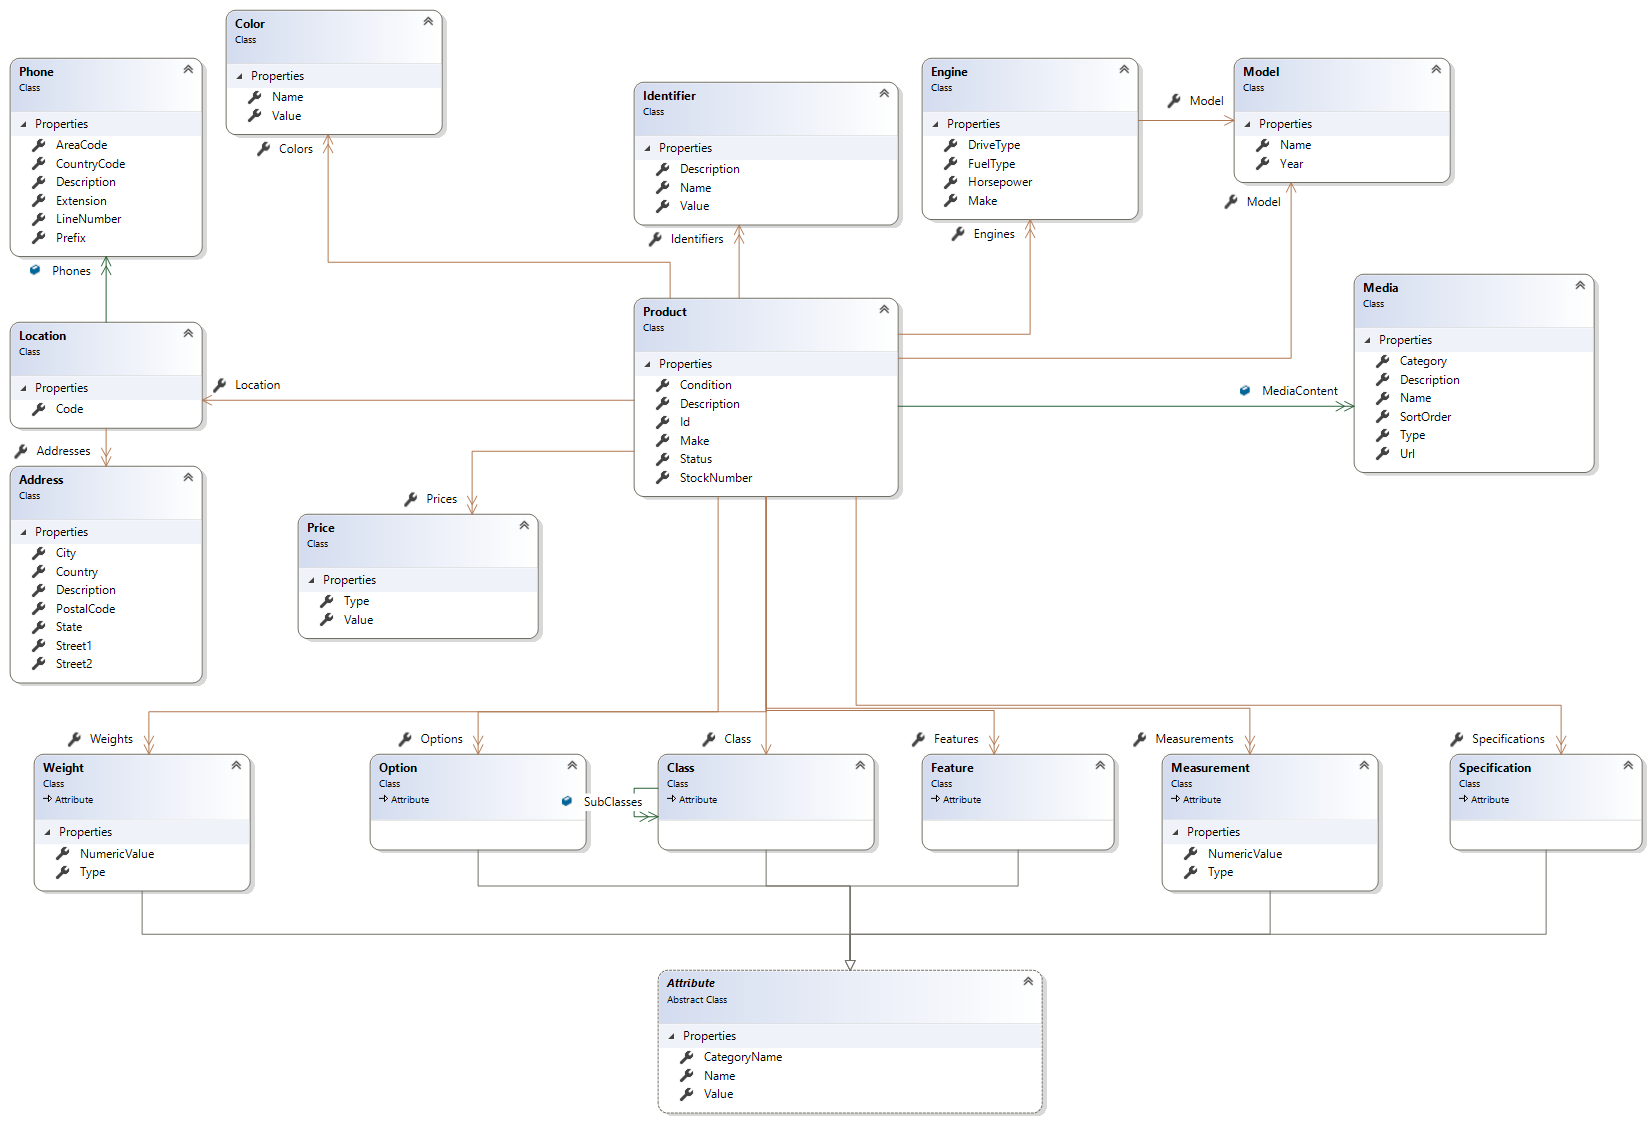 Color
Class
Properties
Name
Value
Colors
Phone
Class
Properties
AreaCode
CountryCode
Description
Extension
LineNumber
Prefix
Phones
Identifier
Class
Properties
Description
Name
Value
Identifiers
Engine
Class
Properties
DriveType
FuelType
Horsepower
Make
Engines
Model
Model
Class
Properties
Name
Year
Model
Location
Class
Properties
Code
Location
Addresses
Address
Class
Properties
City
Country
Description
PostalCode
State
Street1
Street2
Product
Class
Properties
Condition
Description
Id
Make
Status
StockNumber
MediaContent
Media
Class
Properties
Category
Description
Name
SortOrder
Type
Url
Prices
Price
Class
Properties
Type
Value
Weights
Weight
Class
Attribute
Properties
NumericValue
Type
Options
Option
Class
Attribute
SubClasses
Class
Class
Class
Attribute
Features
Feature
Class
Attribute
Measurements
Measurement
Class
Attribute
Properties
NumericValue
Type
Specifications
Specification
Class
Attribute
Attribute
Abstract Class
Properties
CategoryName
Name
Value